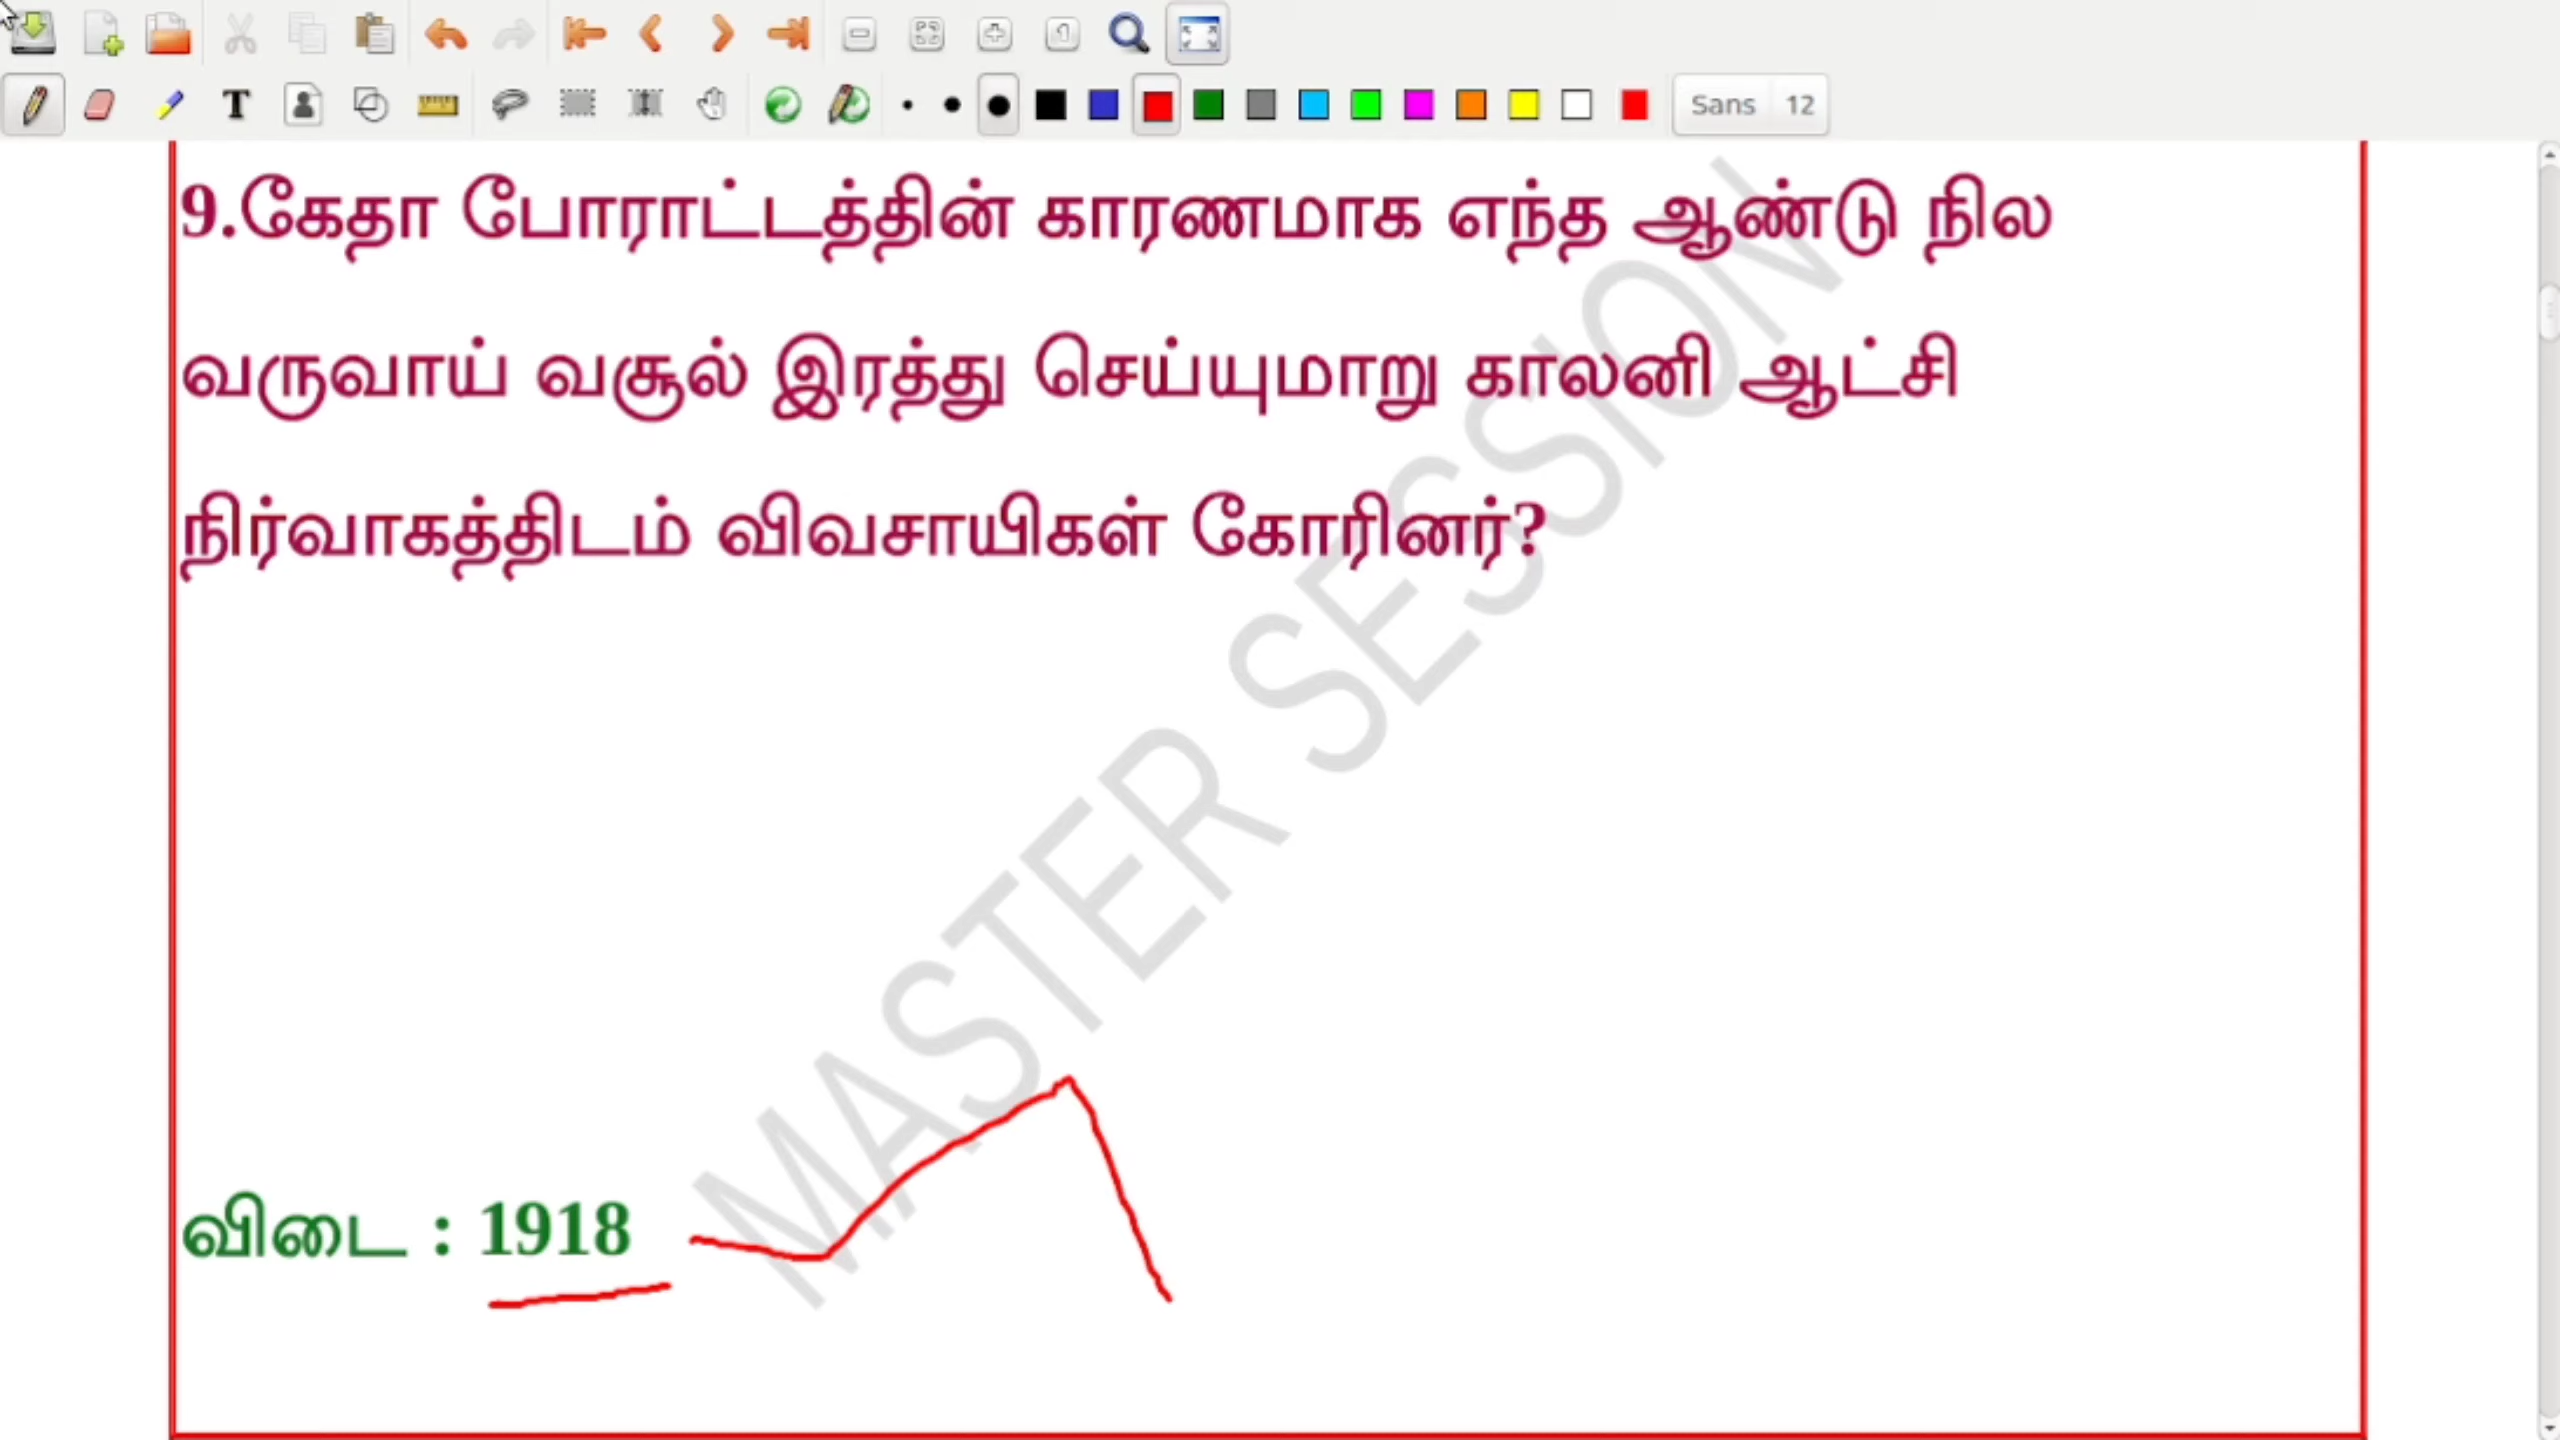 Sans 12
9.கேதா போராட்டத்தின் காரணமாக எந்த ஆண்டு நில
வருவாய் வசூல் இரத்து செய்யுமாறு காலனி ஆட்சி
நிர்வாகத்திடம் விவசாயிகள் கோரினர்?
MASTER SESSION
விடை : 1918